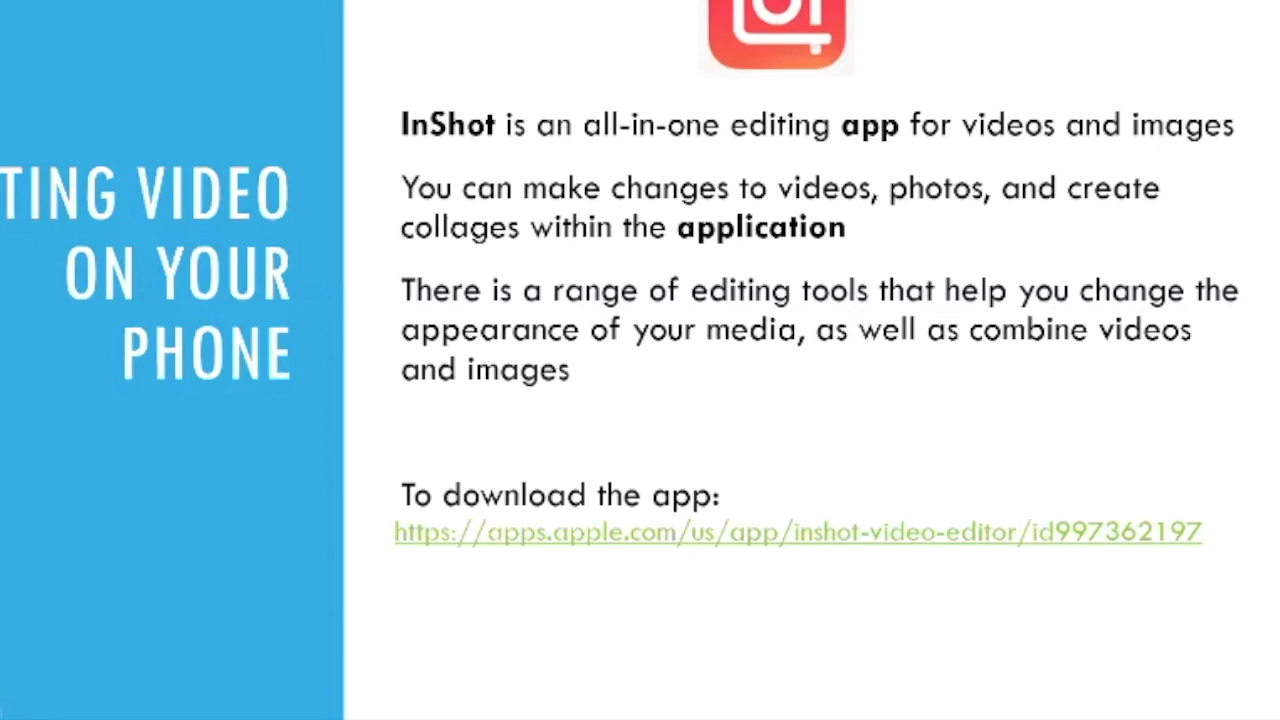 TING VIDEO
ON YOUR
PHONE
InShot is an all-in-one editing app for videos and images
You can make changes to videos, photos, and create
collages within the application
There is a range of editing tools that help you change the
appearance of your media, as well as combine videos
and images
To download the app:
https://apps.apple.com/us/app/inshot-video-editor/id997362197